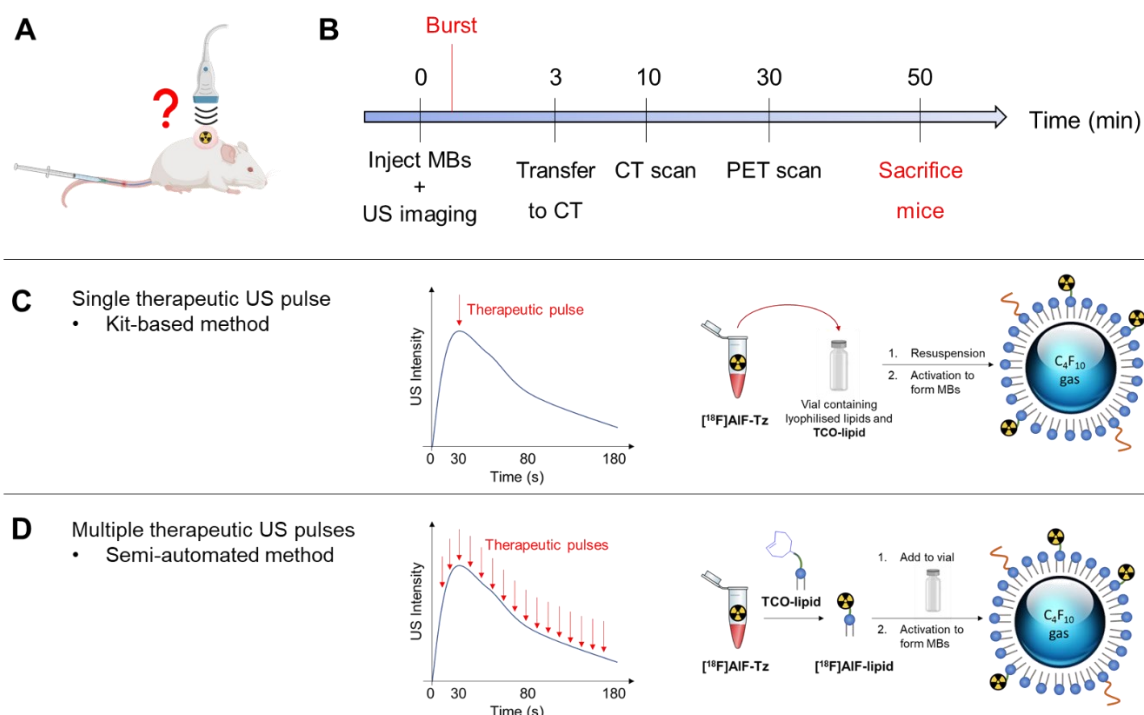 A
?
B
Burst
0
3
10
30
50
Time (min)
Inject MBs
+
US imaging
Transfer
to CT
CT scan
PET scan
Sacrifice
mice
C
Single therapeutic US pulse
• Kit-based method
US Intensity
Therapeutic pulse
0 30 80 180
Time (s)
[¹⁸F]AlF-Tz
Vial containing
lyophilised lipids and
TCO-lipid
1. Resuspension
2. Activation to
form MBs
C₄F₁₀
gas
D
Multiple therapeutic US pulses
• Semi-automated method
US Intensity
Therapeutic pulses
0 30 80 180
Time (s)
[¹⁸F]AlF-Tz
TCO-lipid
[¹⁸F]AlF-lipid
1. Add to vial
2. Activation to
form MBs
C₄F₁₀
gas